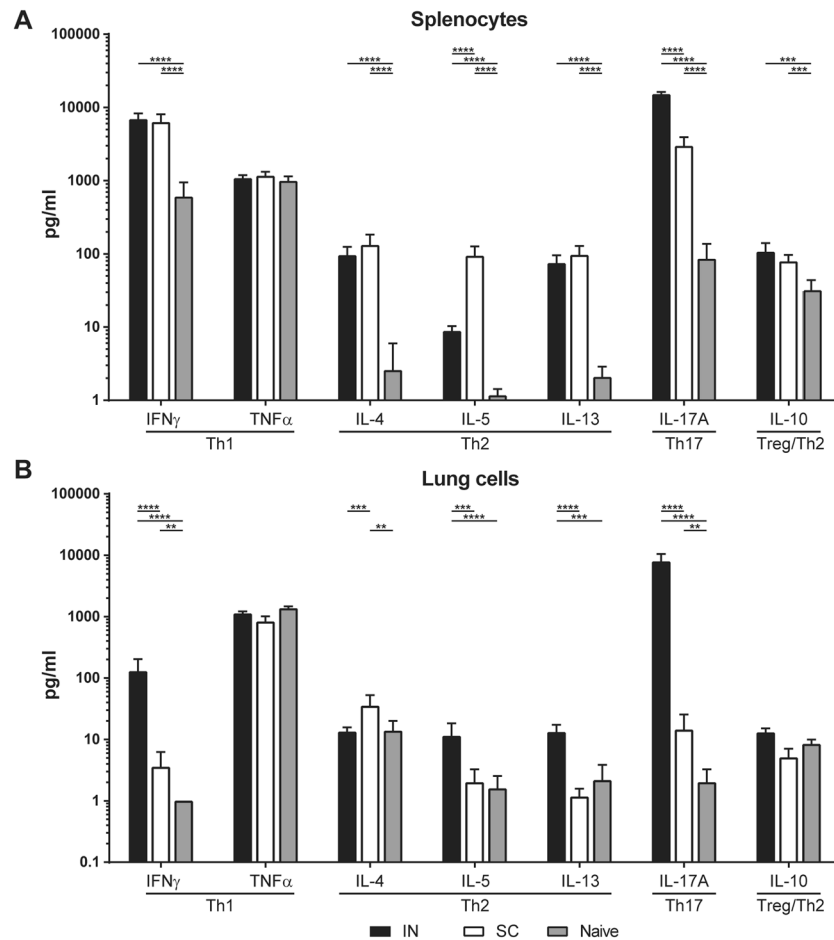 A
Splenocytes
100000
10000
1000
100
10
1
pg/ml
**** **** **** ***
**** **** **** **** ****
**** **** **** **** **** ***
IFNγ TNFα IL-4 IL-5 IL-13 IL-17A IL-10
Th1 Th2 Th17 Treg/Th2
B
Lung cells
100000
10000
1000
100
10
1
0.1
pg/ml
**** *** *** **** ****
**** **** *** ****
** ** **
IFNγ TNFα IL-4 IL-5 IL-13 IL-17A IL-10
Th1 Th2 Th17 Treg/Th2
IN SC Naive